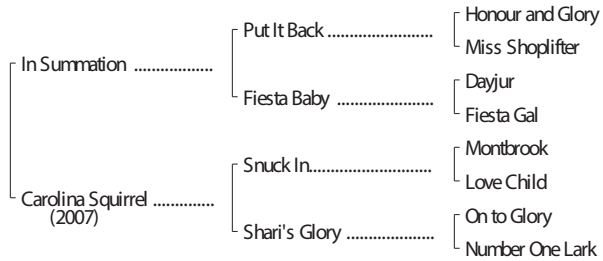 Honour and Glory
Put It Back ........................
Miss Shoplifter
In Summation ..................
Dayjur
Fiesta Baby ......................
Fiesta Gal
Montbrook
Snuck In............................
Love Child
Carolina Squirrel ..............
(2007)
On to Glory
Shari's Glory ....................
Number One Lark